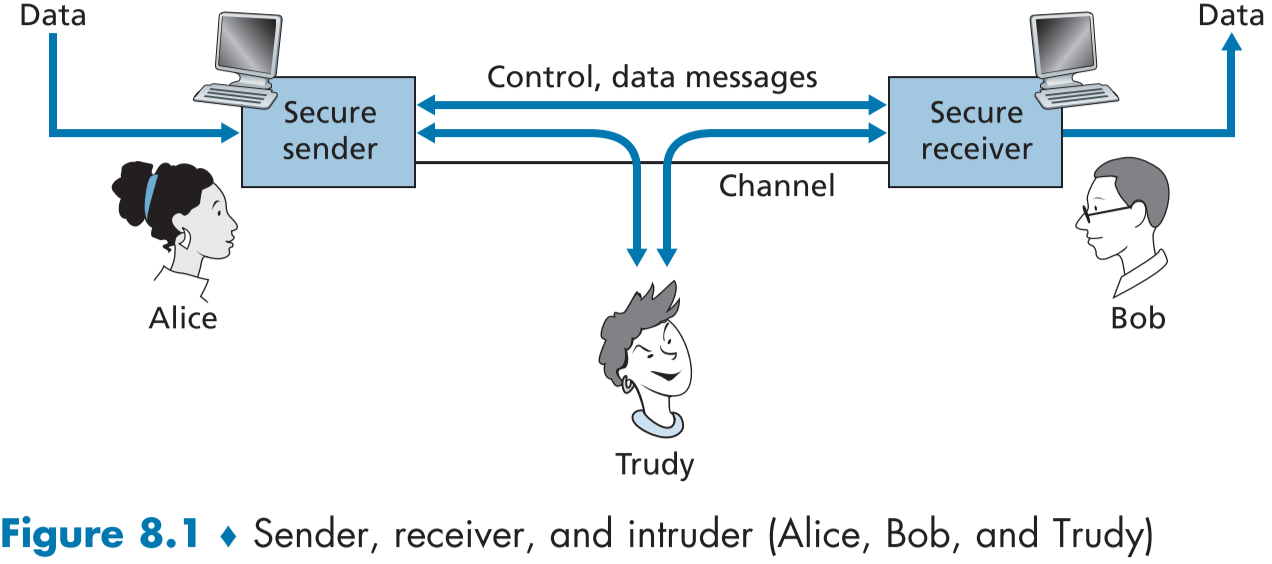 Data
Data
Control, data messages
Secure
sender
Secure
receiver
Channel
Alice
Bob
Trudy
Figure 8.1 ♦ Sender, receiver, and intruder (Alice, Bob, and Trudy)